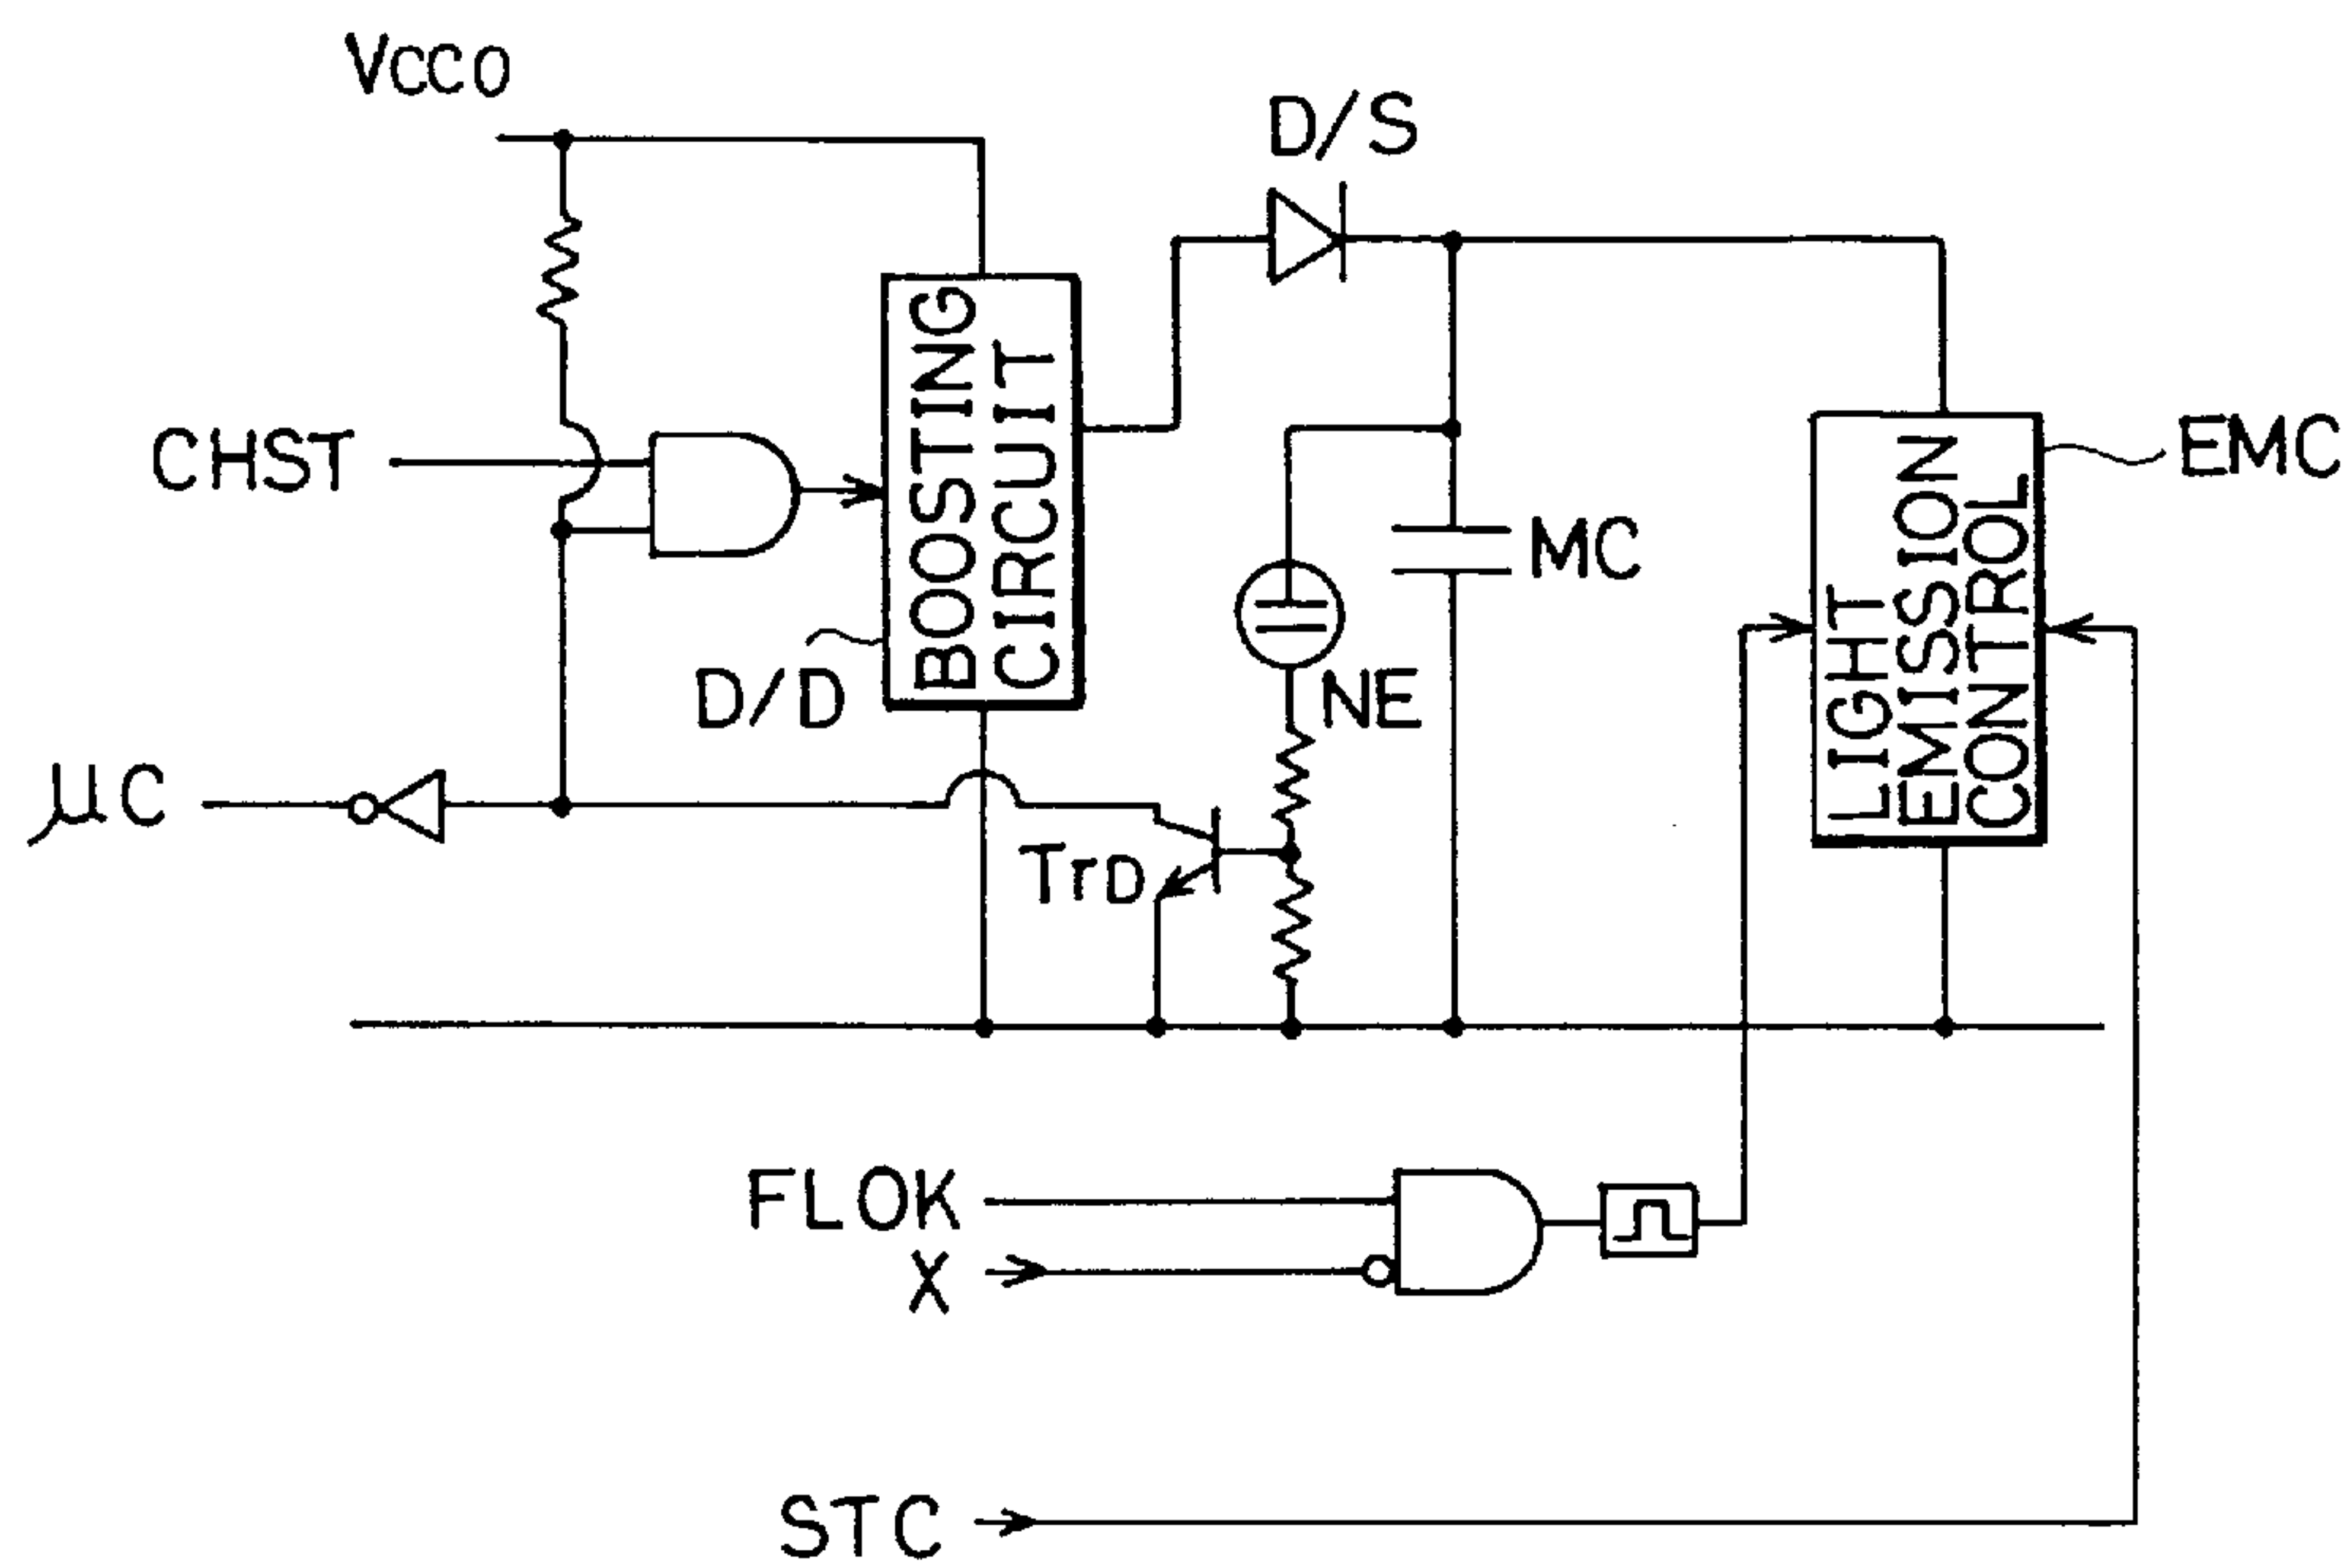 VCCO
D/S
CHST
BOOSTING
CIRCUIT
EMC
MC
LIGHT
EMISSION
CONTROL
D/D
NE
μC
TrD
FLOK
X
STC